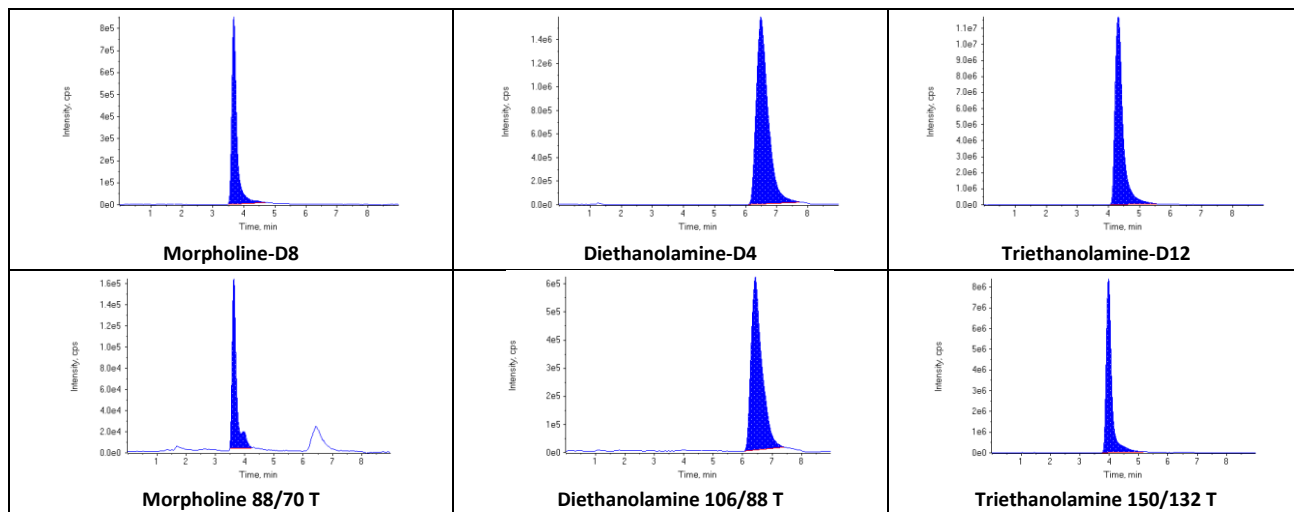 Intensity, cps
8e5
7e5
6e5
5e5
4e5
3e5
2e5
1e5
0e0
1 2 3 4 5 6 7 8
Time, min
Morpholine-D8
Intensity, cps
1.4e6
1.2e6
1.0e6
8.0e5
6.0e5
4.0e5
2.0e5
0.0e0
1 2 3 4 5 6 7 8
Time, min
Diethanolamine-D4
Intensity, cps
1.1e7
1.0e7
9.0e6
8.0e6
7.0e6
6.0e6
5.0e6
4.0e6
3.0e6
2.0e6
1.0e6
0.0e0
1 2 3 4 5 6 7 8
Time, min
Triethanolamine-D12
Intensity, cps
1.6e5
1.4e5
1.2e5
1.0e5
8.0e4
6.0e4
4.0e4
2.0e4
0.0e0
1 2 3 4 5 6 7 8
Time, min
Morpholine 88/70 T
Intensity, cps
6e5
5e5
4e5
3e5
2e5
1e5
0e0
1 2 3 4 5 6 7 8
Time, min
Diethanolamine 106/88 T
Intensity, cps
8e6
7e6
6e6
5e6
4e6
3e6
2e6
1e6
0e0
1 2 3 4 5 6 7 8
Time, min
Triethanolamine 150/132 T